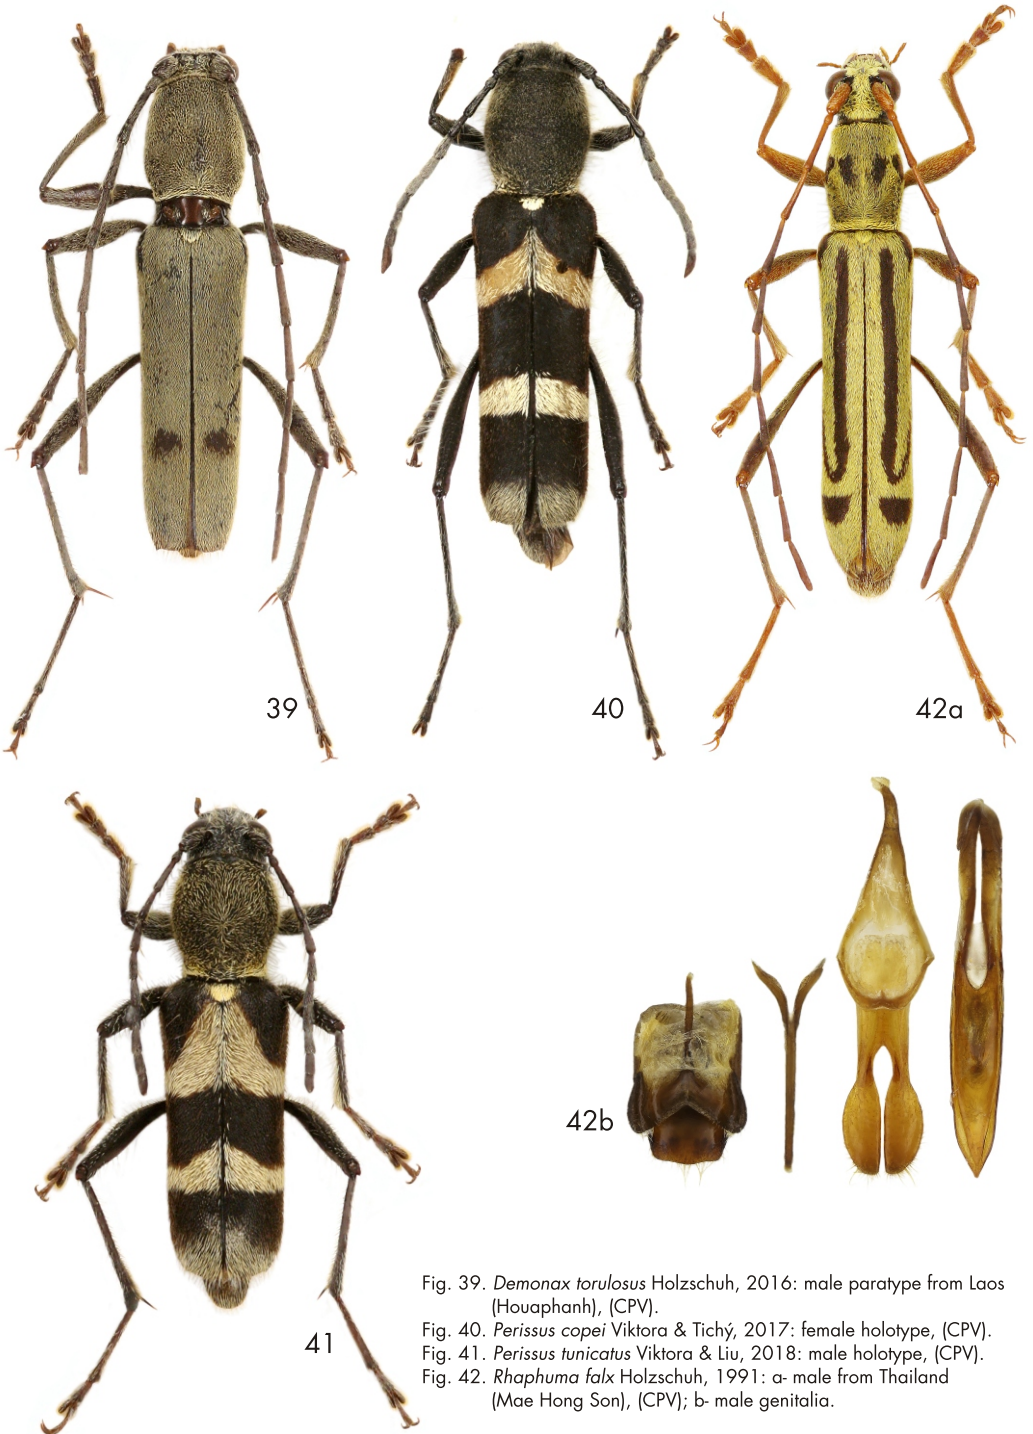 39
40
42a
42b
41
Fig. 39. Demonax torulosus Holzschuh, 2016: male paratype from Laos
(Houaphanh), (CPV).
Fig. 40. Perissus copei Viktora & Tichý, 2017: female holotype, (CPV).
Fig. 41. Perissus tunicatus Viktora & Liu, 2018: male holotype, (CPV).
Fig. 42. Rhaphuma falx Holzschuh, 1991: a- male from Thailand
(Mae Hong Son), (CPV); b- male genitalia.